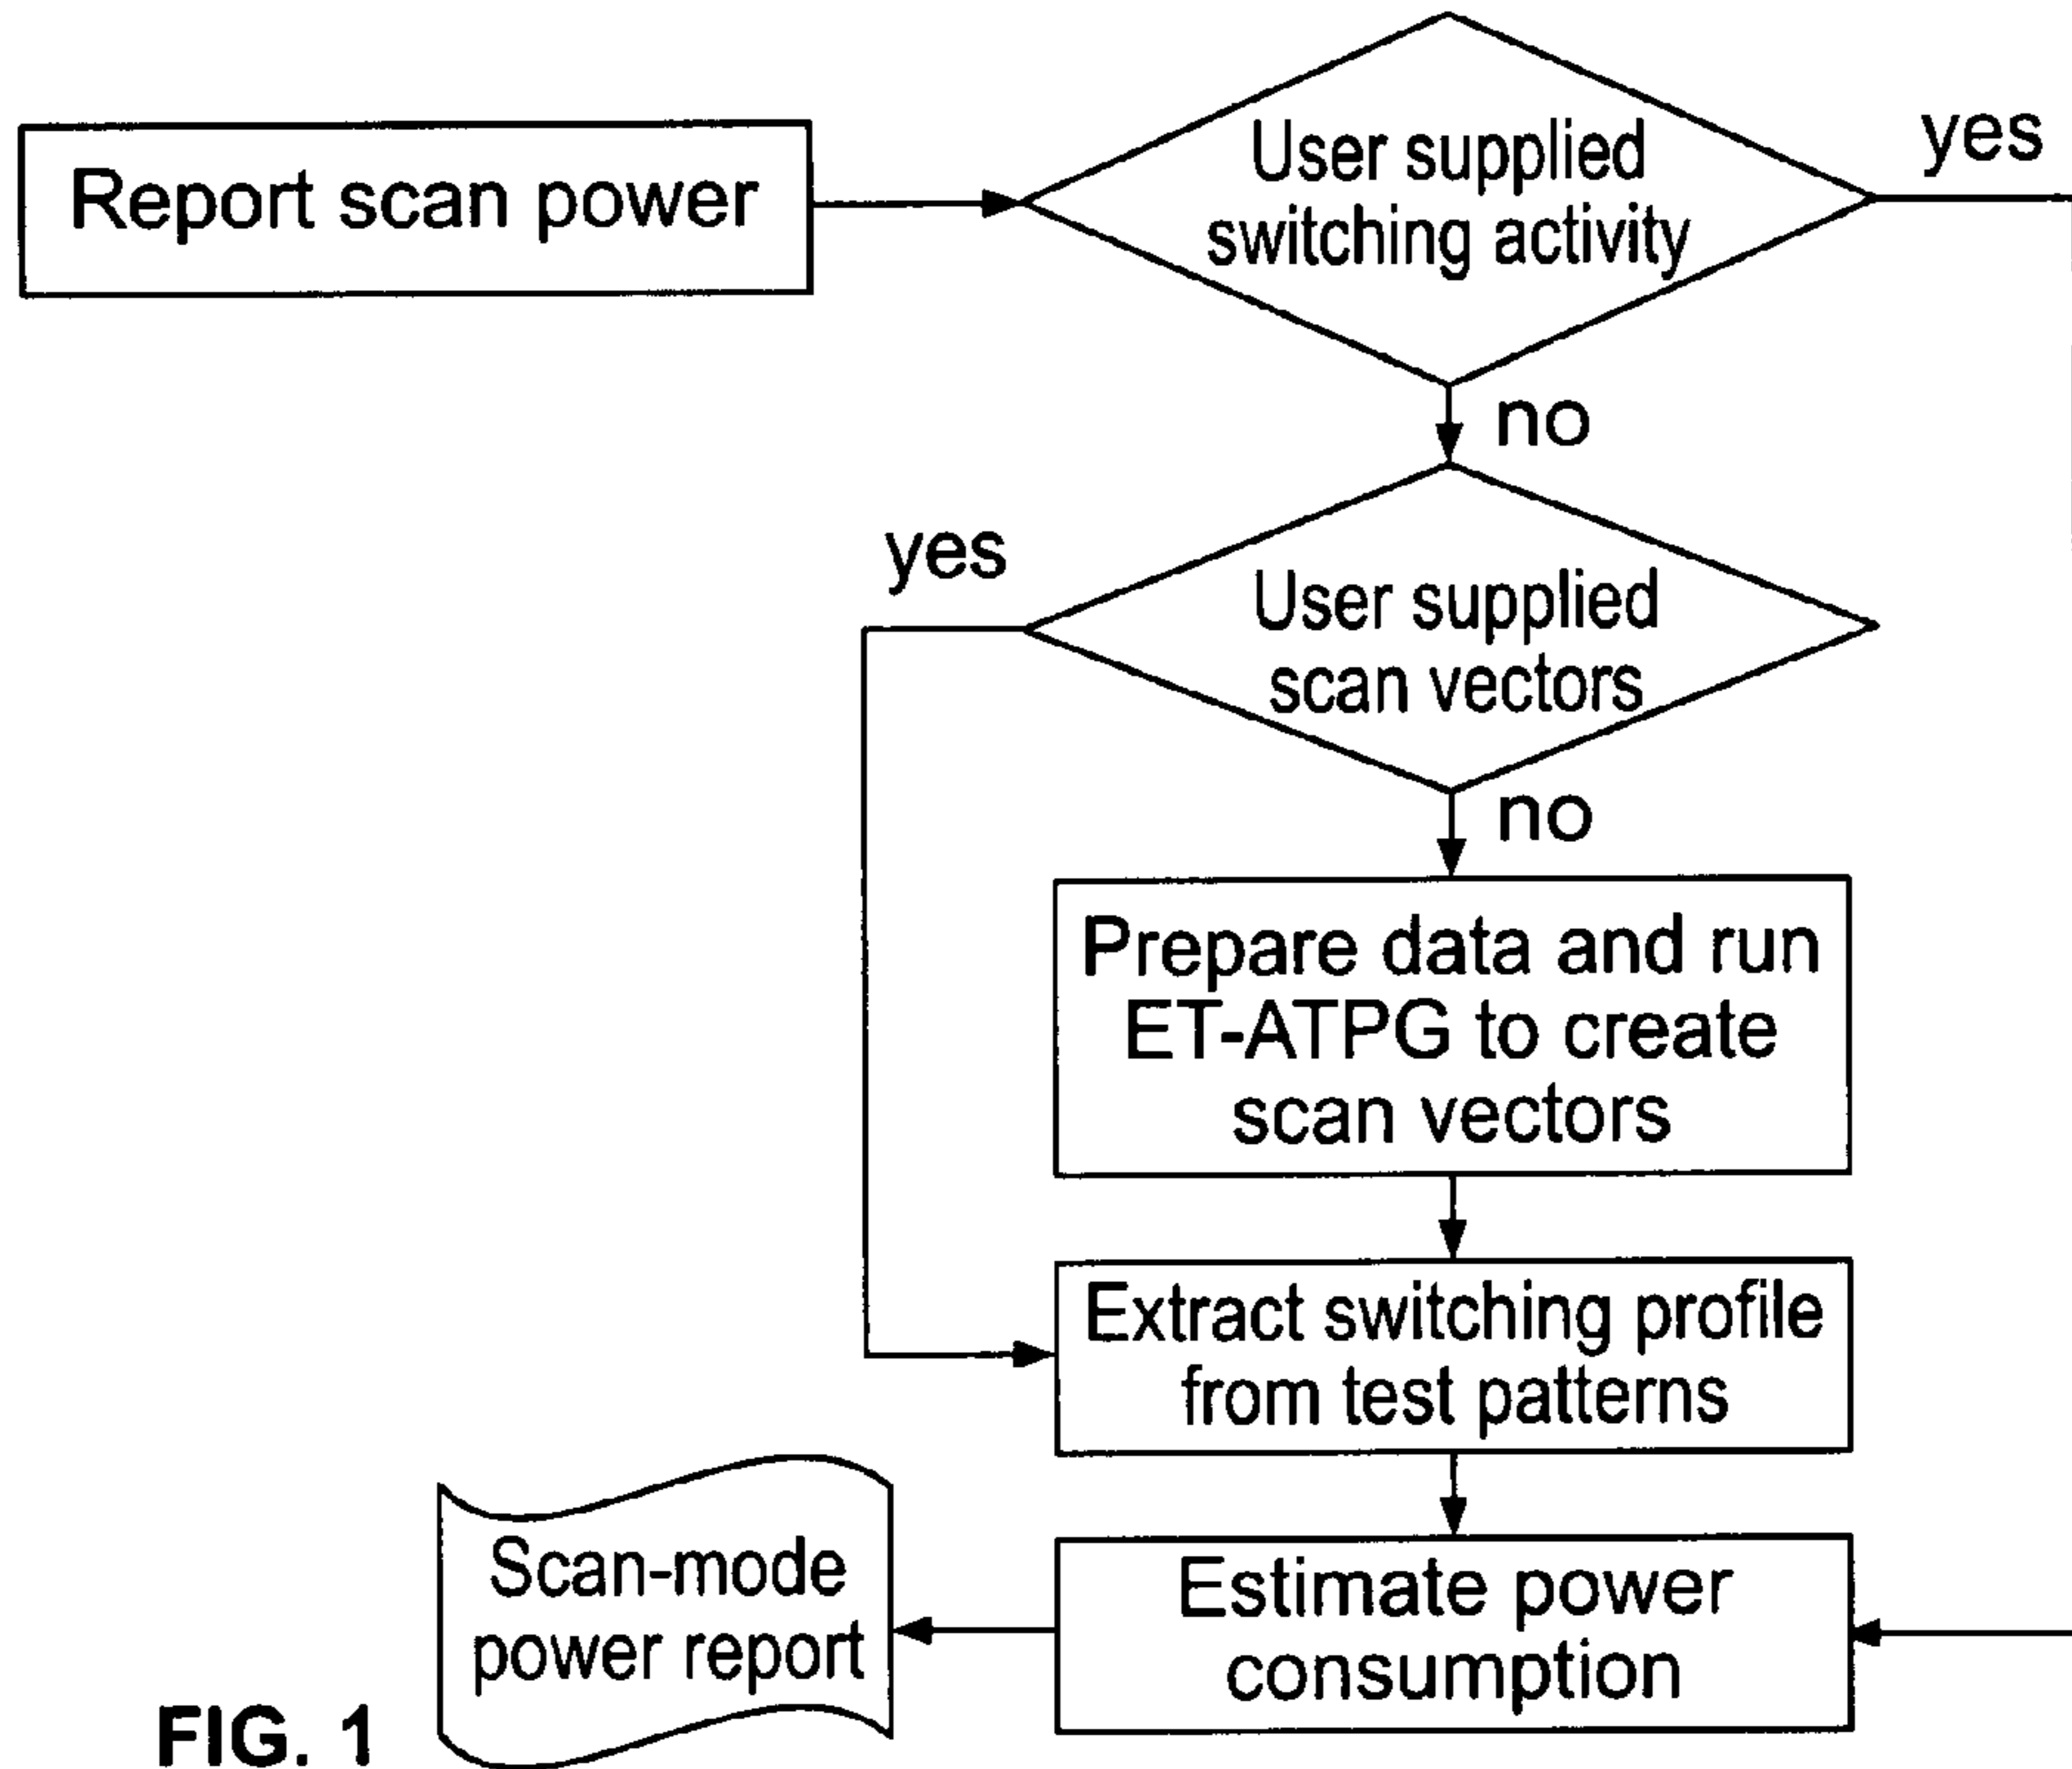 Report scan power
User supplied
switching activity
yes
no
yes
User supplied
scan vectors
no
Prepare data and run
ET-ATPG to create
scan vectors
Extract switching profile
from test patterns
Estimate power
consumption
Scan-mode
power report
FIG. 1